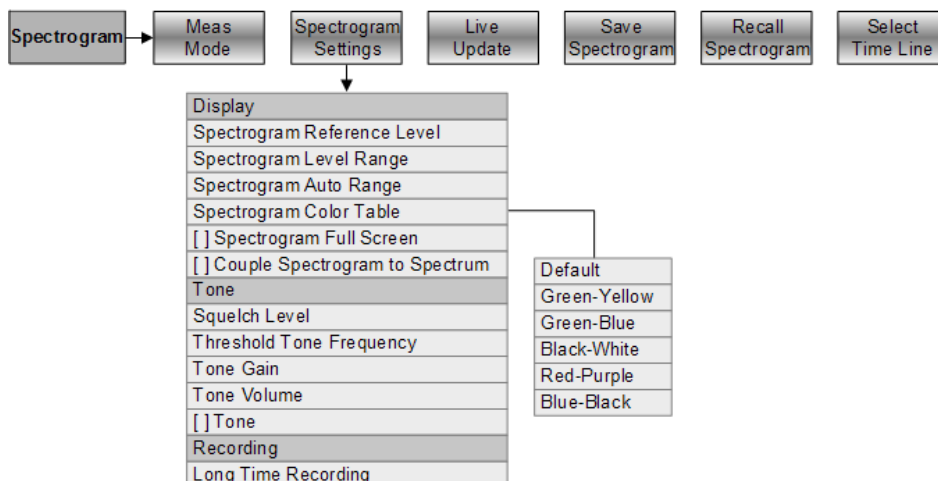 Spectrogram
Meas
Mode
Spectrogram
Settings
Live
Update
Save
Spectrogram
Recall
Spectrogram
Select
Time Line
Display
Spectrogram Reference Level
Spectrogram Level Range
Spectrogram Auto Range
Spectrogram Color Table
[ ] Spectrogram Full Screen
[ ] Couple Spectrogram to Spectrum
Tone
Squelch Level
Threshold Tone Frequency
Tone Gain
Tone Volume
[ ] Tone
Recording
Long Time Recording
Default
Green-Yellow
Green-Blue
Black-White
Red-Purple
Blue-Black